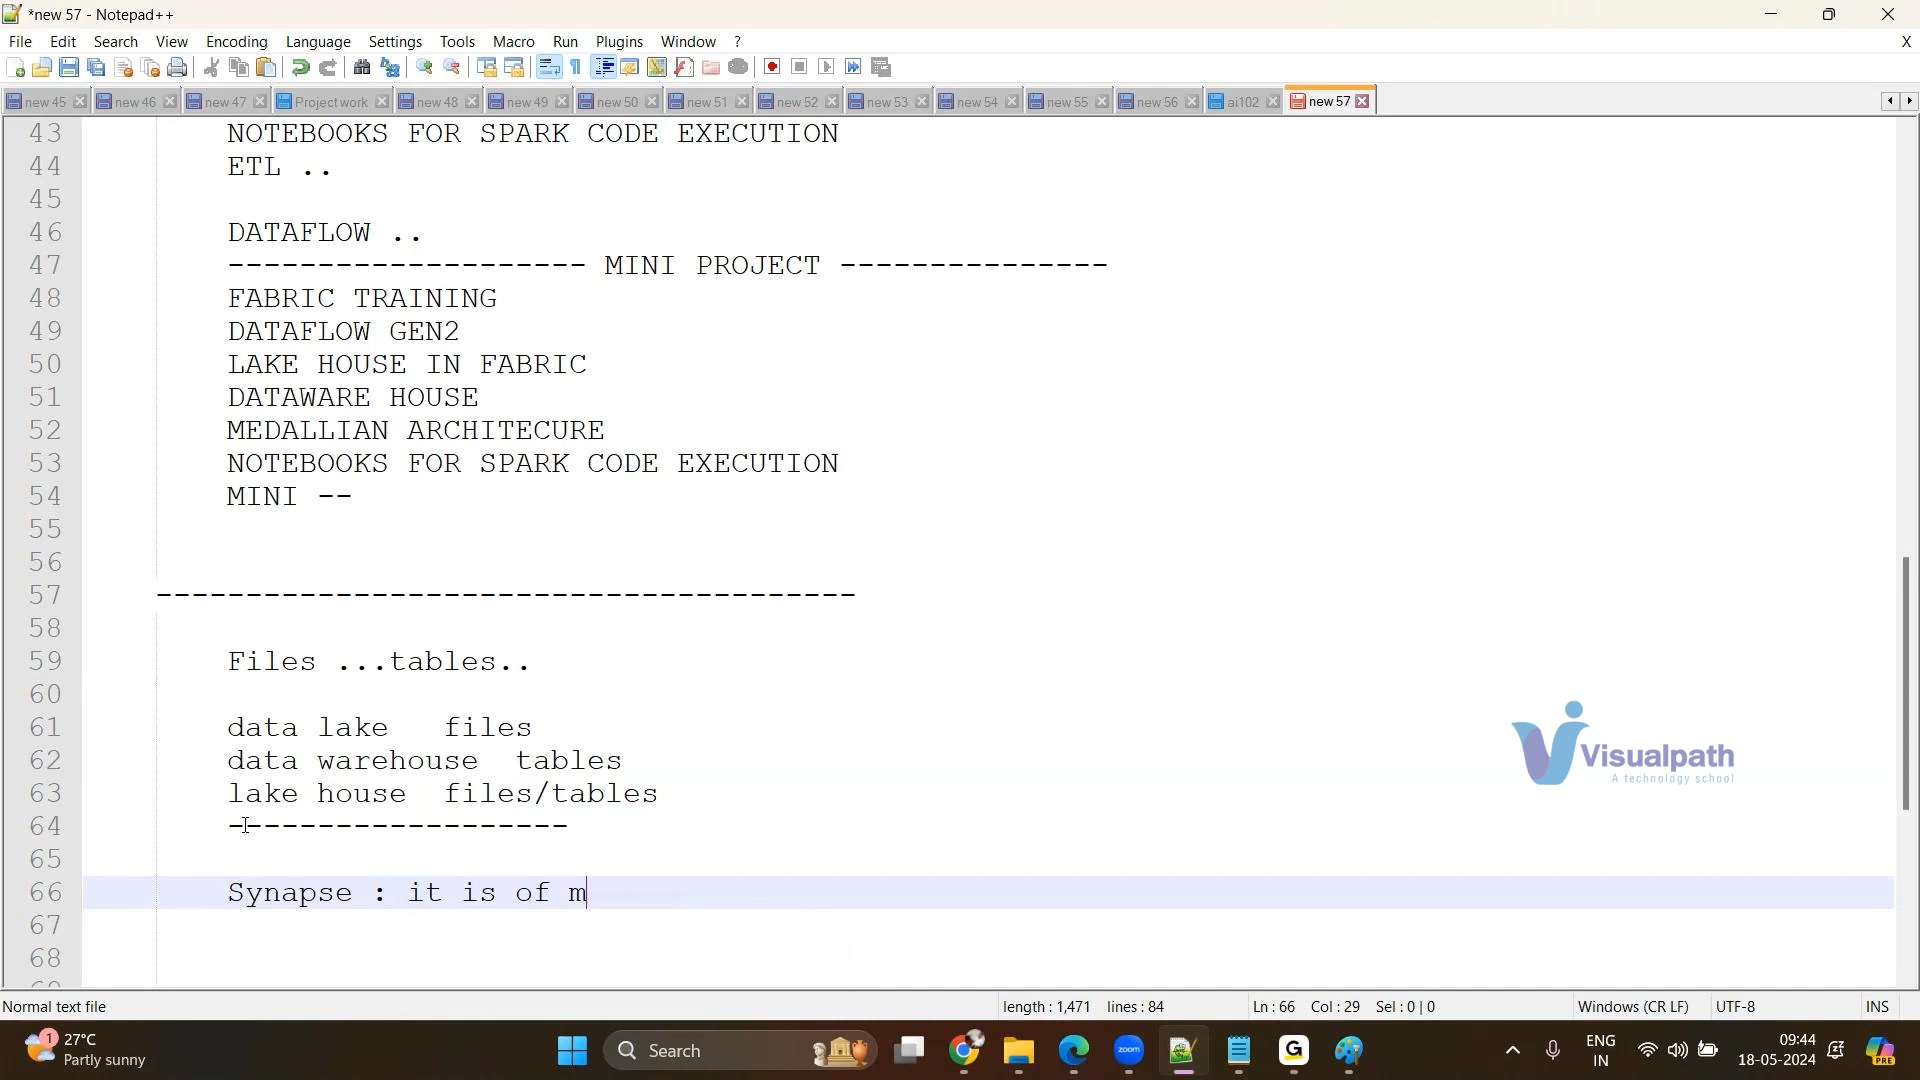 *new 57 - Notepad++
File Edit Search View Encoding Language Settings Tools Macro Run Plugins Window ? X
new 45 new 46 new 47 Project work new 48 new 49 new 50 new 51 new 52 new 53 new 54 new 55 new 56 ai102 new 57
43 NOTEBOOKS FOR SPARK CODE EXECUTION
44 ETL ..
45
46 DATAFLOW ..
47 -------------------- MINI PROJECT ---------------
48 FABRIC TRAINING
49 DATAFLOW GEN2
50 LAKE HOUSE IN FABRIC
51 DATAWARE HOUSE
52 MEDALLIAN ARCHITECURE
53 NOTEBOOKS FOR SPARK CODE EXECUTION
54 MINI --
55
56
57 ---------------------------------------
58
59 Files ...tables..
60
61 data lake files
62 data warehouse tables
63 lake house files/tables
64 -------------------
65
66 Synapse : it is of m
67
68
Visualpath
A technology school
Normal text file length : 1,471 lines : 84 Ln : 66 Col : 29 Sel : 0 | 0 Windows (CR LF) UTF-8 INS
1 27°C
Partly sunny
Search
zoom
G
ENG
IN
09:44
18-05-2024
PRE